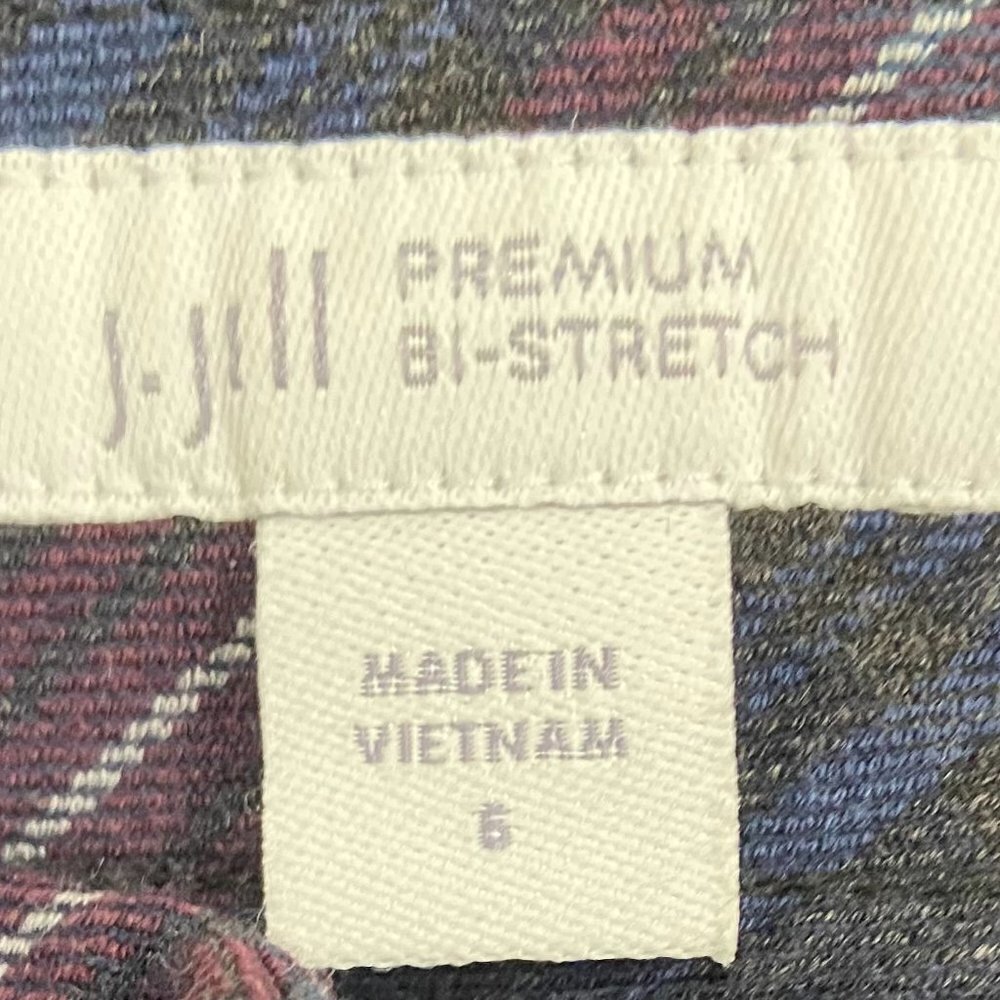 J.Jill PREMIUM
BI-STRETCH
MADE IN
VIETNAM
6